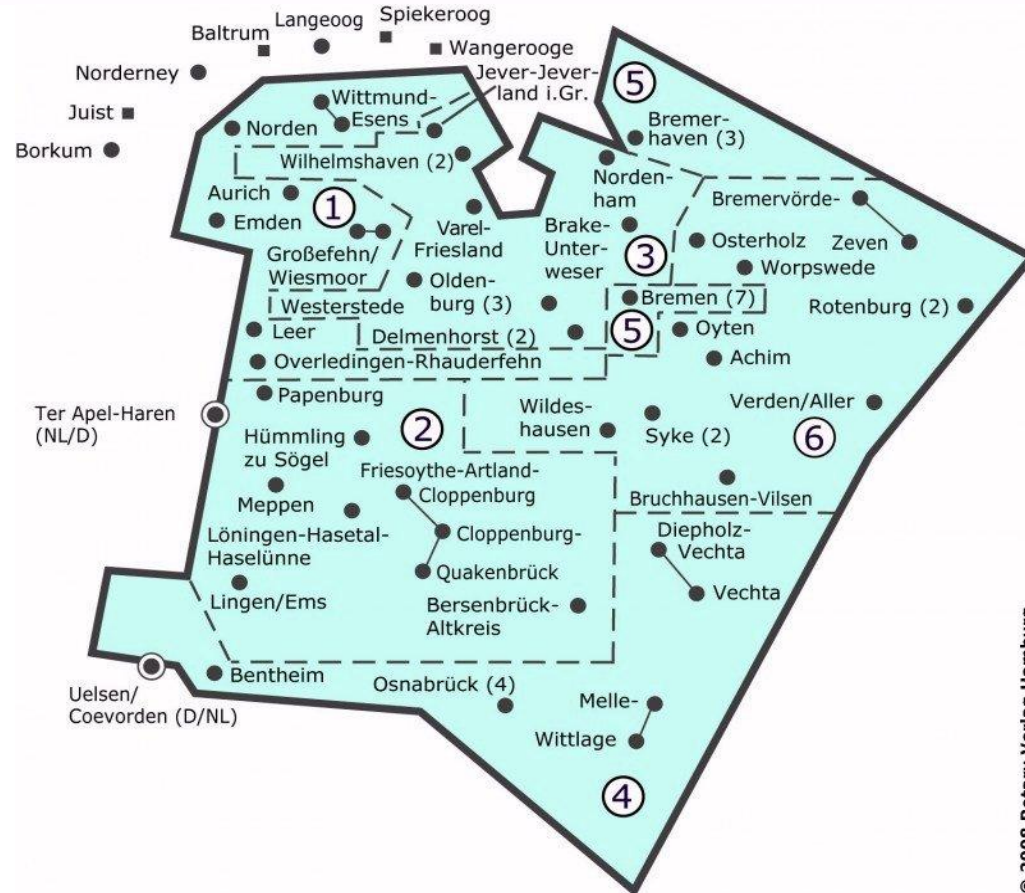 Spiekeroog
Langeoog
Baltrum
Wangerooge
Norderney
Jever-Jever-
land i.Gr.
Juist
Borkum
Wittmund-
Esens
Norden
Wilhelmshaven (2)
5
Bremer-
haven (3)
Norden-
ham
Aurich
1
Emden
Varel-
Friesland
Großefehn/
Wiesmoor
Brake-
Unter-
weser
3
Bremervörde-
Zeven
Osterholz
Worpswede
Westerstede
Olden-
burg (3)
Bremen (7)
5
Rotenburg (2)
Leer
Delmenhorst (2)
Oyten
Achim
Overledingen-Rhauderfehn
Papenburg
Ter Apel-Haren
(NL/D)
2
Wildes-
hausen
Syke (2)
Verden/Aller
6
Hümmling
zu Sögel
Friesoythe-Artland-
Cloppenburg
Meppen
Bruchhausen-Vilsen
Löningen-Hasetal-
Haselünne
Cloppenburg-
Quakenbrück
Diepholz-
Vechta
Vechta
Lingen/Ems
Bersenbrück-
Altkreis
Bentheim
Uelsen/
Coevorden (D/NL)
Osnabrück (4)
Melle-
Wittlage
4
© 2008 Rotary Verlag Hamburg